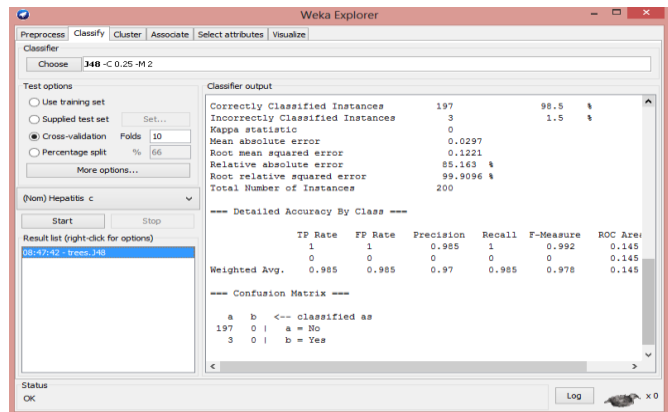 Weka Explorer
Preprocess Classify Cluster Associate Select attributes Visualize
Classifier
Choose J48 -C 0.25 -M 2
Test options
Use training set
Supplied test set Set...
Cross-validation Folds 10
Percentage split % 66
More options...
(Nom) Hepatitis c
Start Stop
Result list (right-click for options)
08:47:42 - trees.J48
Classifier output
Correctly Classified Instances 197 98.5 %
Incorrectly Classified Instances 3 1.5 %
Kappa statistic 0
Mean absolute error 0.0297
Root mean squared error 0.1221
Relative absolute error 85.163 %
Root relative squared error 99.9096 %
Total Number of Instances 200
=== Detailed Accuracy By Class ===
TP Rate FP Rate Precision Recall F-Measure ROC Area
1 1 0.985 1 0.992 0.145
0 0 0 0 0 0.145
Weighted Avg. 0.985 0.985 0.97 0.985 0.978 0.145
=== Confusion Matrix ===
a b <-- classified as
197 0 | a = No
3 0 | b = Yes
Status
OK
Log
x 0